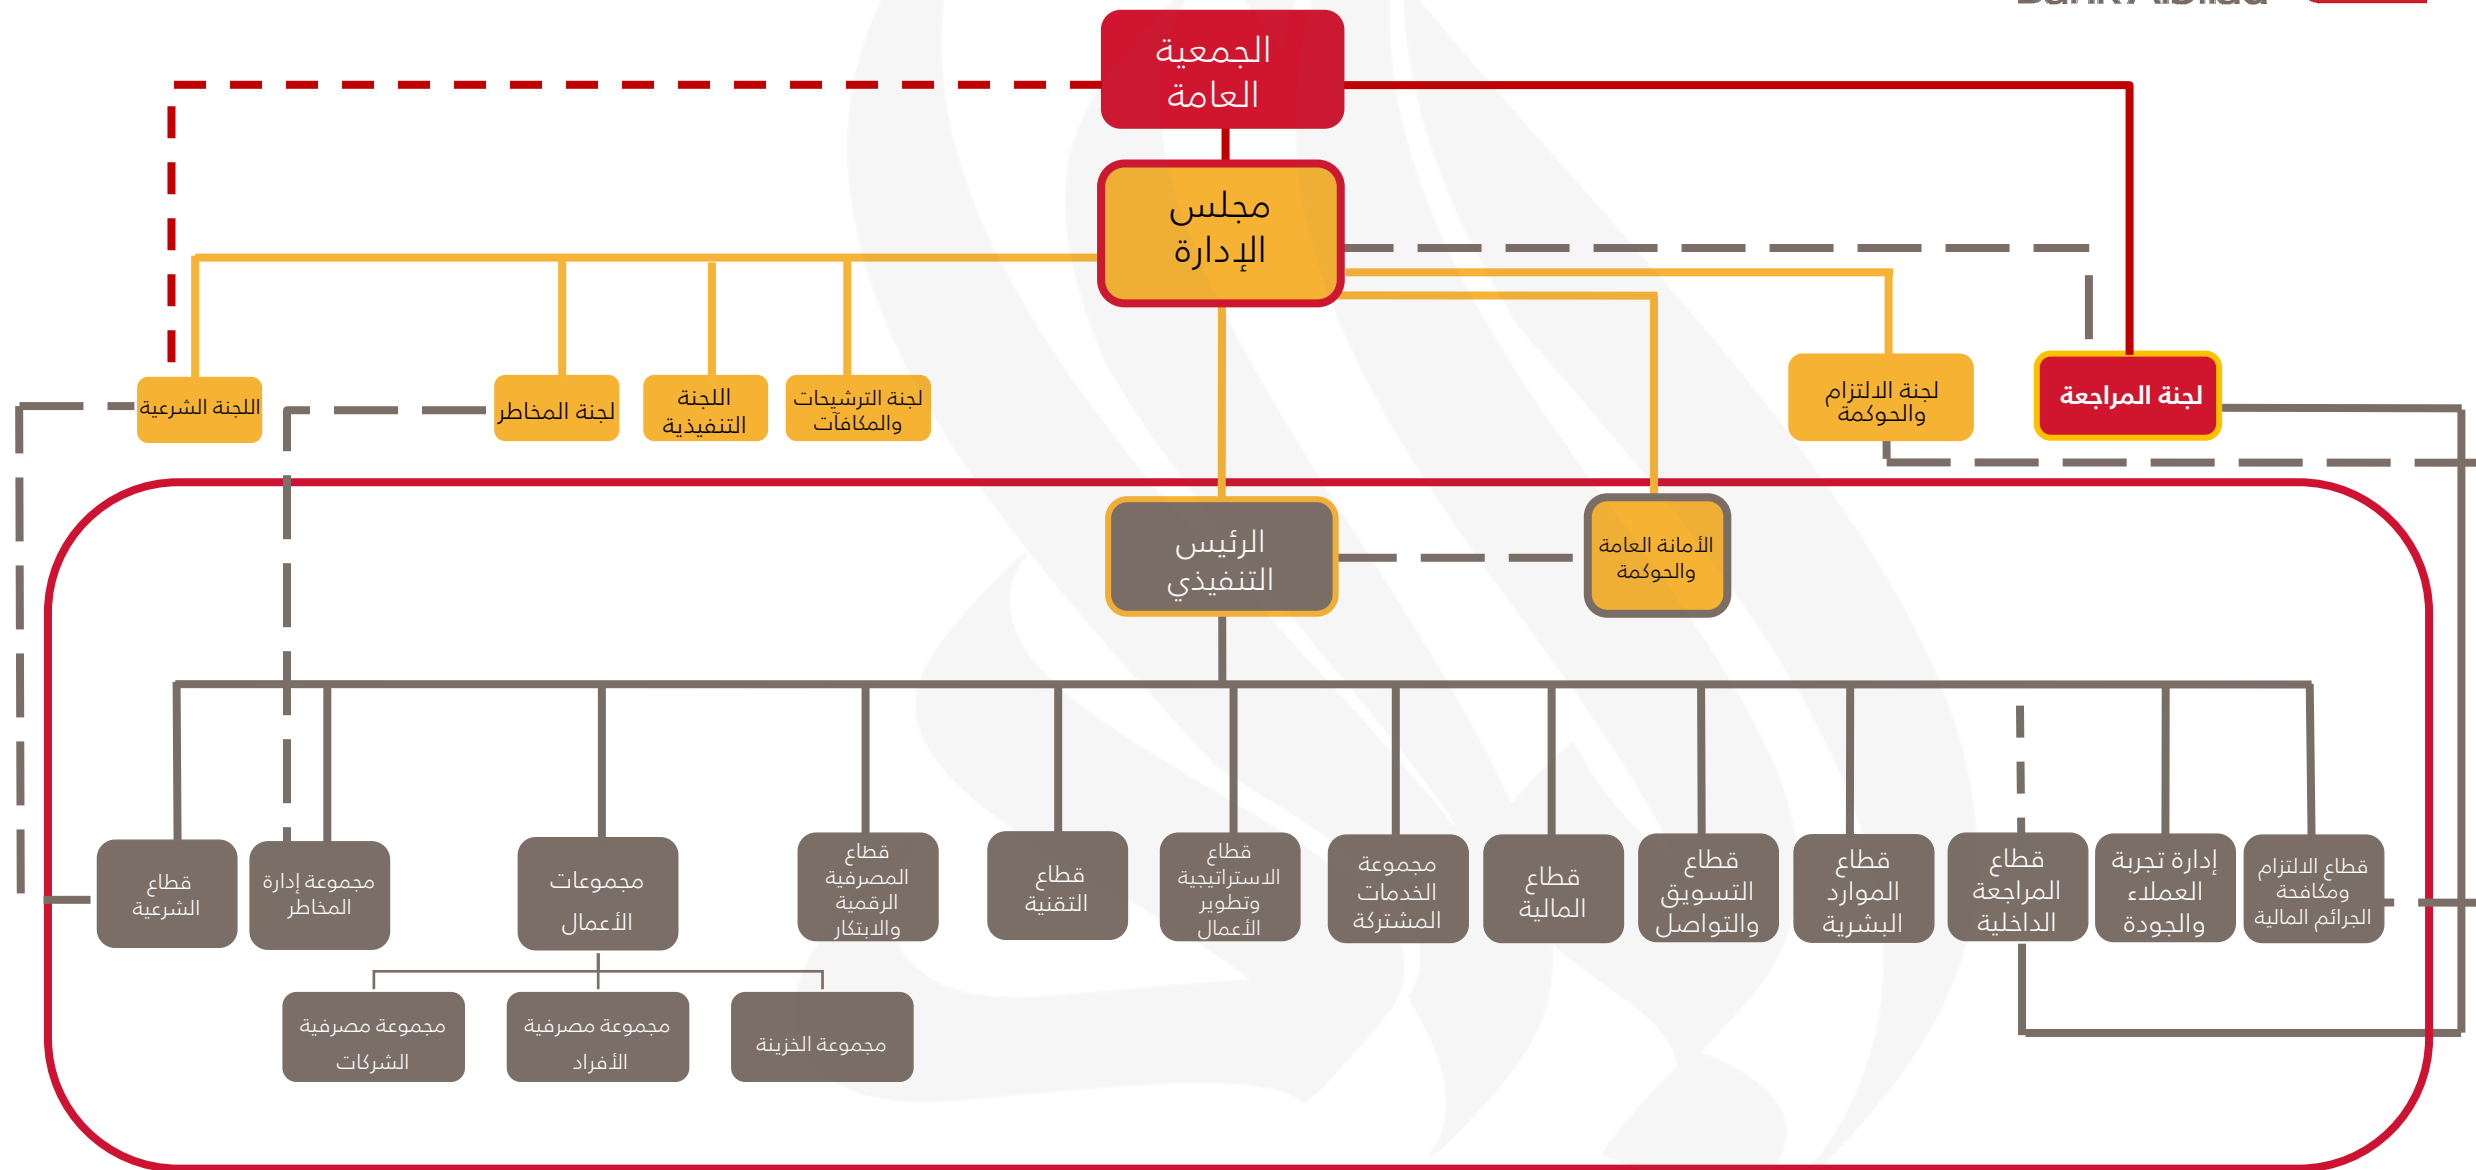 الجمعية
العامة
مجلس
الإدارة
لجنة المراجعة
لجنة الالتزام
والحوكمة
لجنة الترشيحات
والمكافآت
اللجنة
التنفيذية
لجنة المخاطر
اللجنة الشرعية
الأمانة العامة
والحوكمة
الرئيس
التنفيذي
قطاع الالتزام
ومكافحة
الجرائم المالية
إدارة تجربة
العملاء
والجودة
قطاع
المراجعة
الداخلية
قطاع
الموارد
البشرية
قطاع
التسويق
والتواصل
قطاع
المالية
مجموعة
الخدمات
المشتركة
قطاع
الاستراتيجية
وتطوير
الأعمال
قطاع
التقنية
قطاع
المصرفية
الرقمية
والابتكار
مجموعات
الأعمال
مجموعة إدارة
المخاطر
قطاع
الشرعية
مجموعة الخزينة
مجموعة مصرفية
الأفراد
مجموعة مصرفية
الشركات